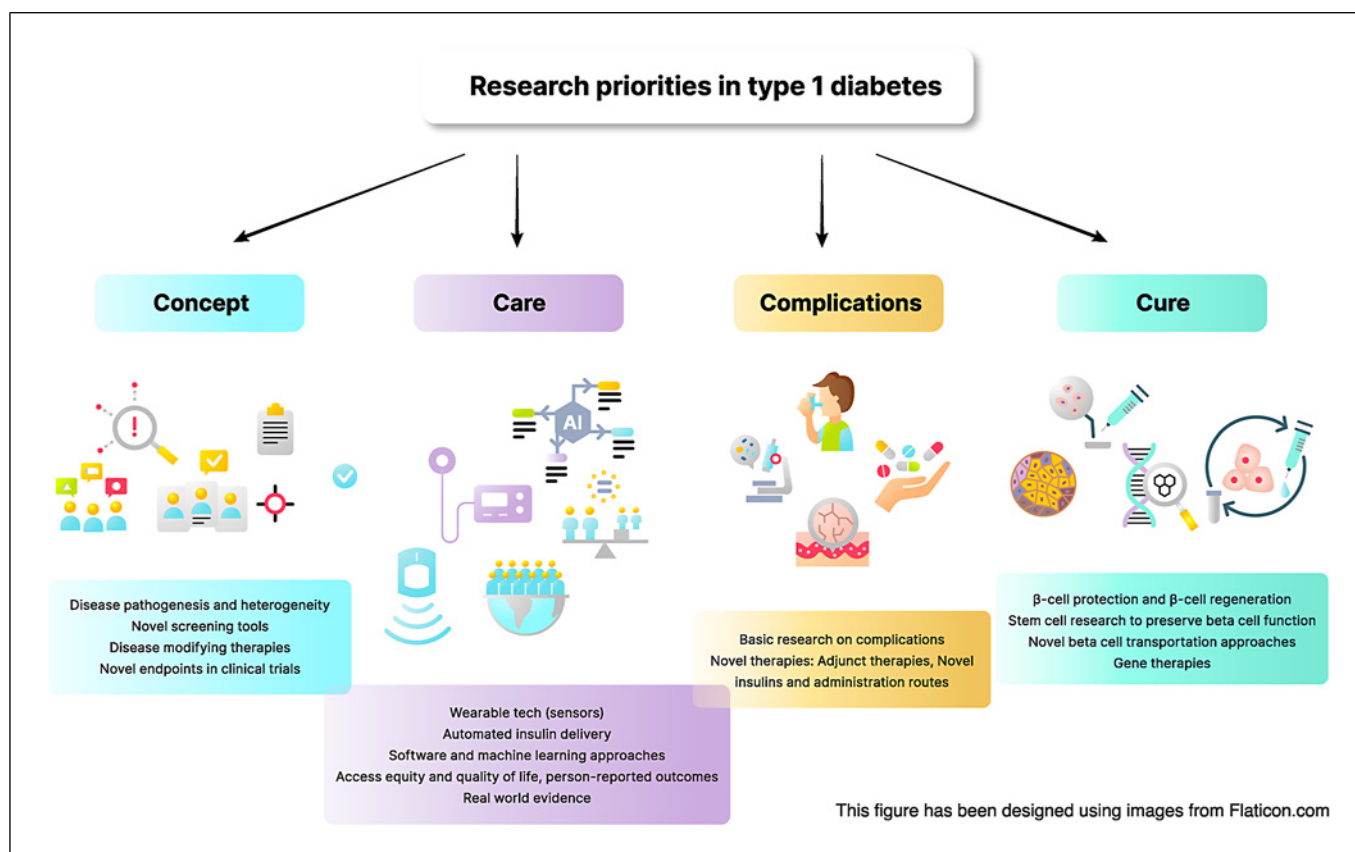 Research priorities in type 1 diabetes
Concept
Care
Complications
Cure
AI
Disease pathogenesis and heterogeneity
Novel screening tools
Disease modifying therapies
Novel endpoints in clinical trials
Wearable tech (sensors)
Automated insulin delivery
Software and machine learning approaches
Access equity and quality of life, person-reported outcomes
Real world evidence
Basic research on complications
Novel therapies: Adjunct therapies, Novel
insulins and administration routes
β-cell protection and β-cell regeneration
Stem cell research to preserve beta cell function
Novel beta cell transportation approaches
Gene therapies
This figure has been designed using images from Flaticon.com